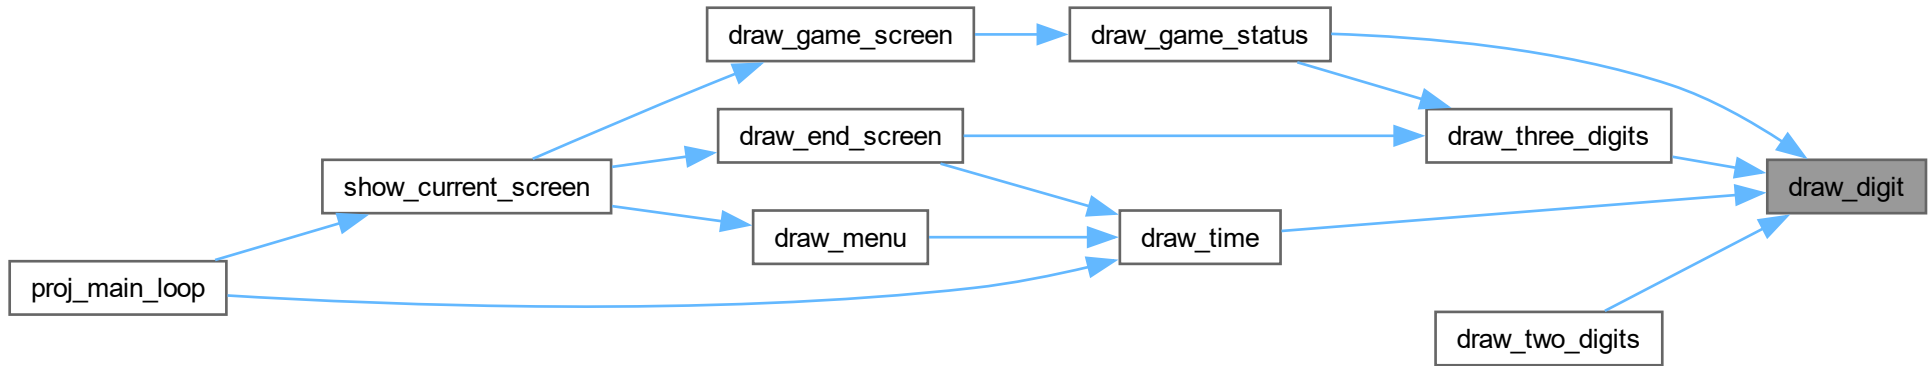 draw_game_screen
draw_game_status
draw_end_screen
draw_three_digits
show_current_screen
draw_digit
draw_menu
draw_time
proj_main_loop
draw_two_digits